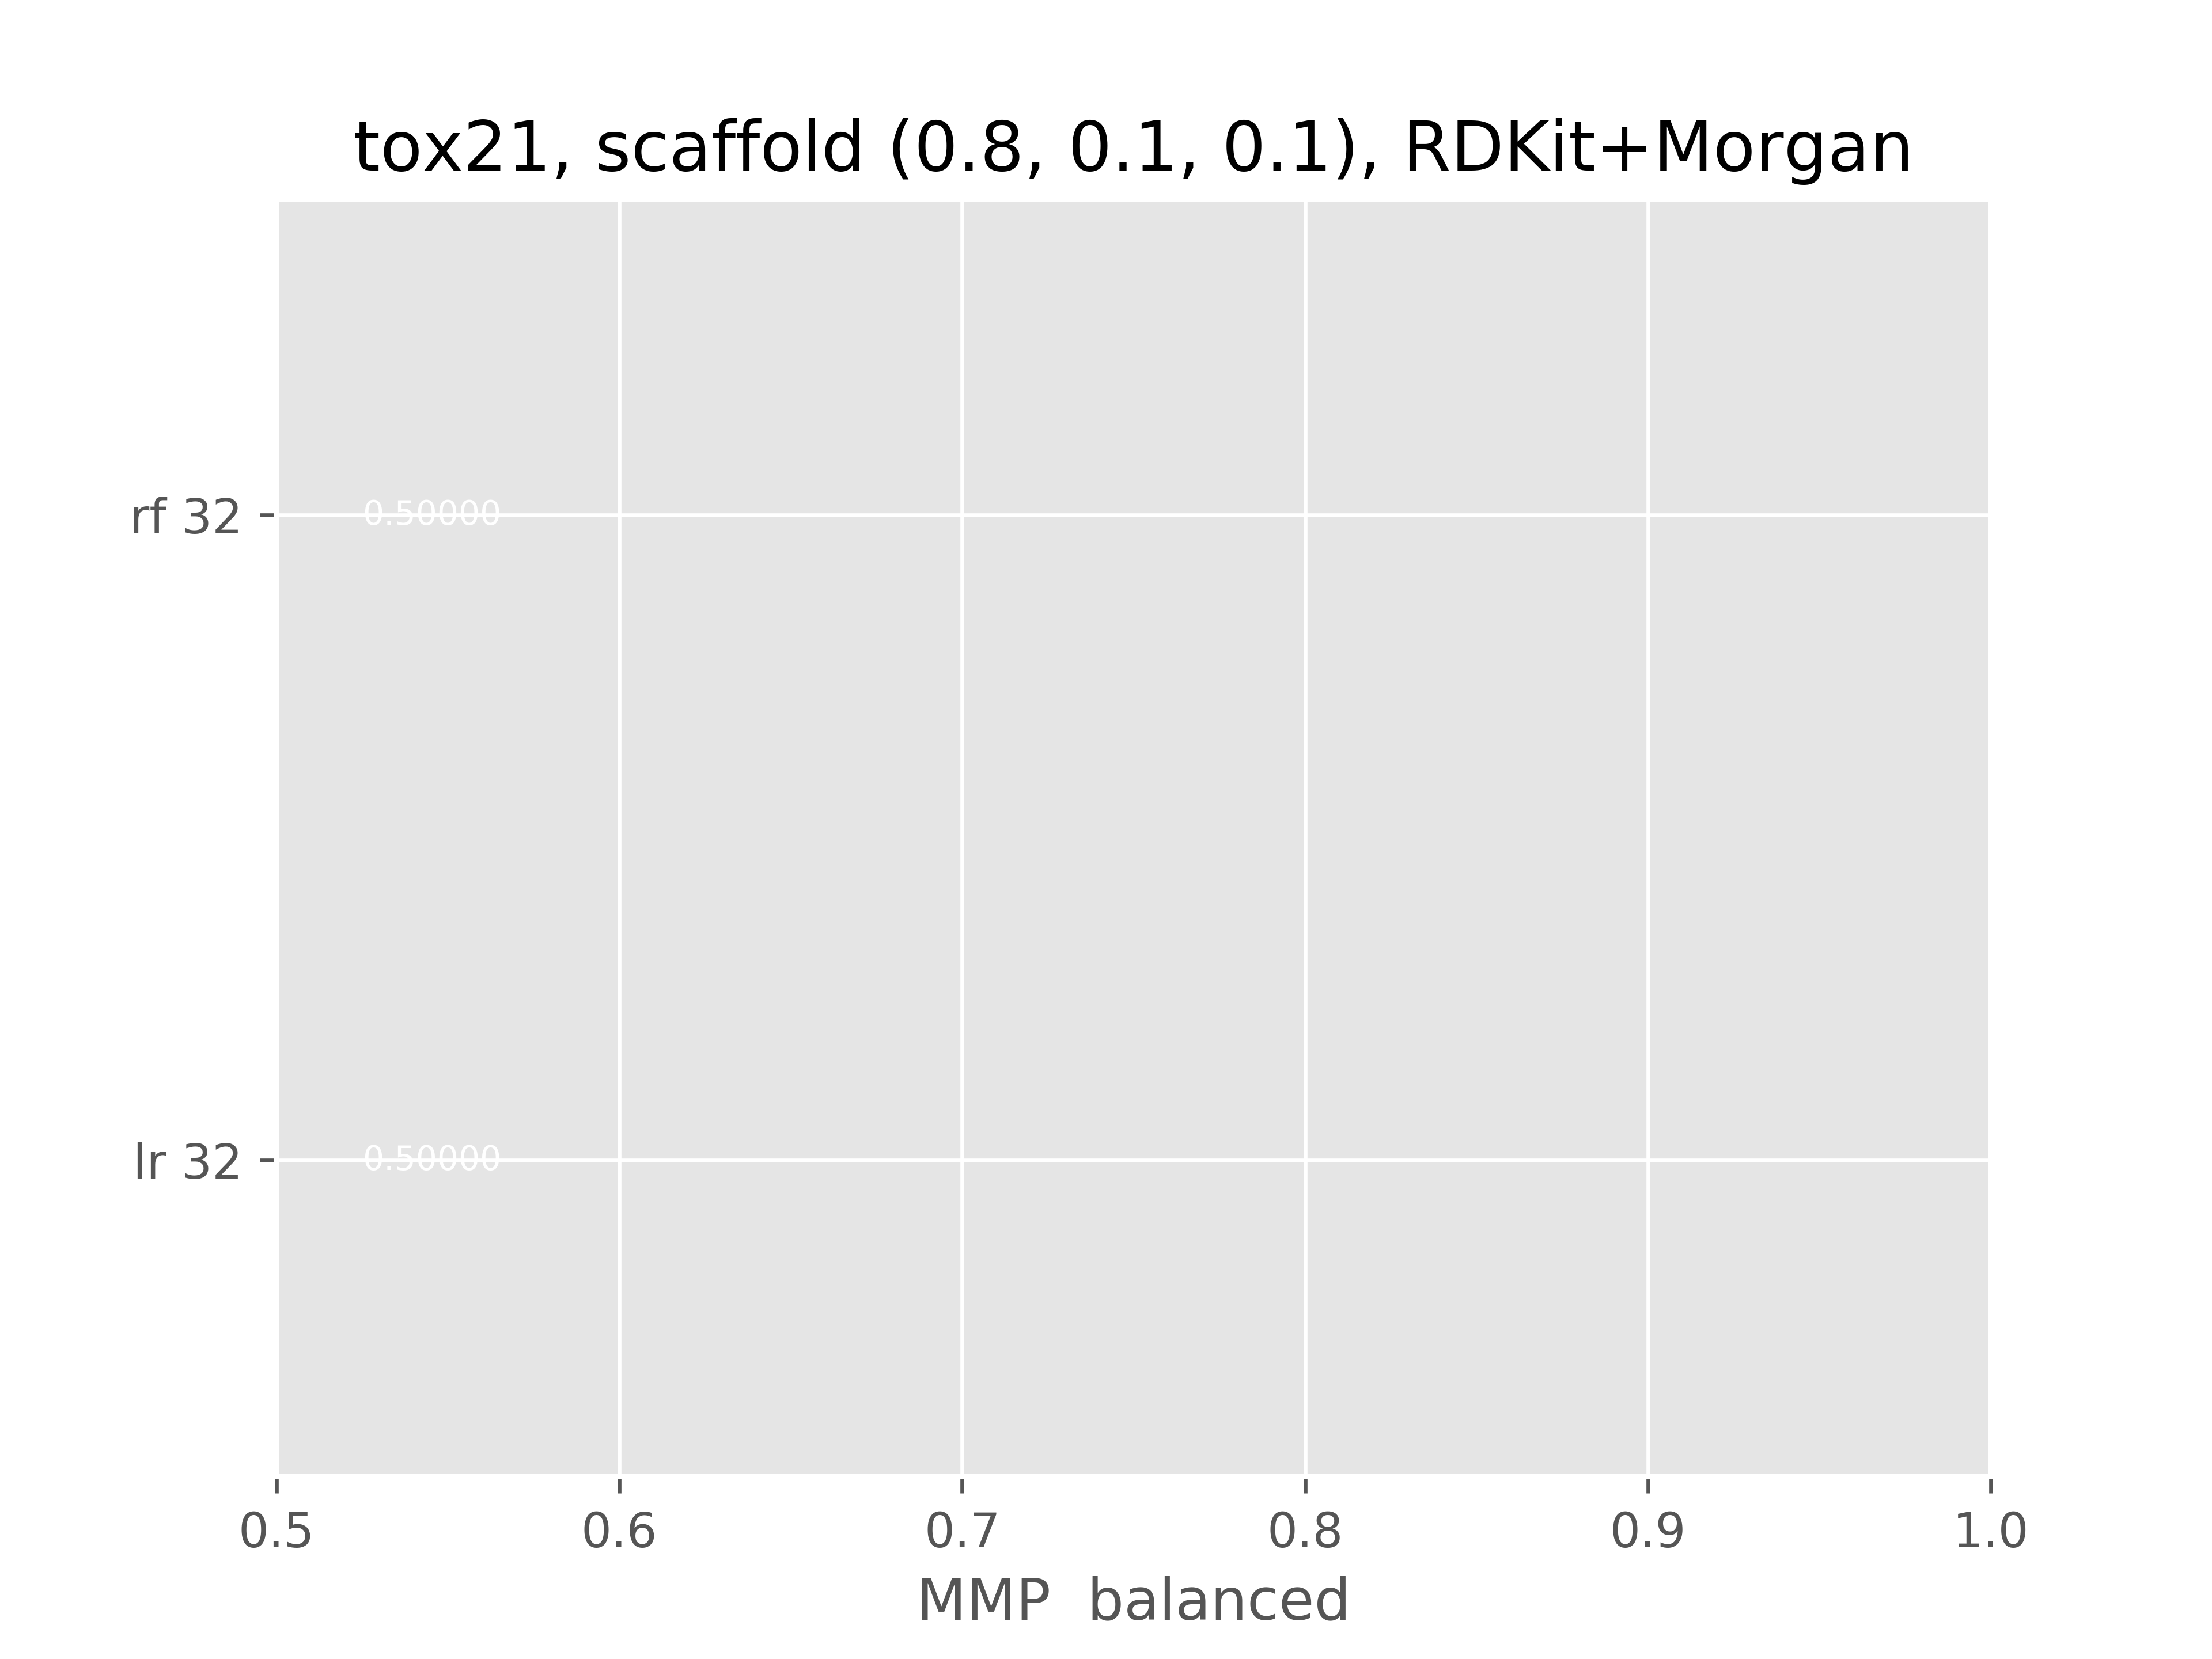 tox21, scaffold (0.8, 0.1, 0.1), RDKit+Morgan
rf 32
0.50000
lr 32
0.50000
0.5 0.6 0.7 0.8 0.9 1.0
MMP  balanced